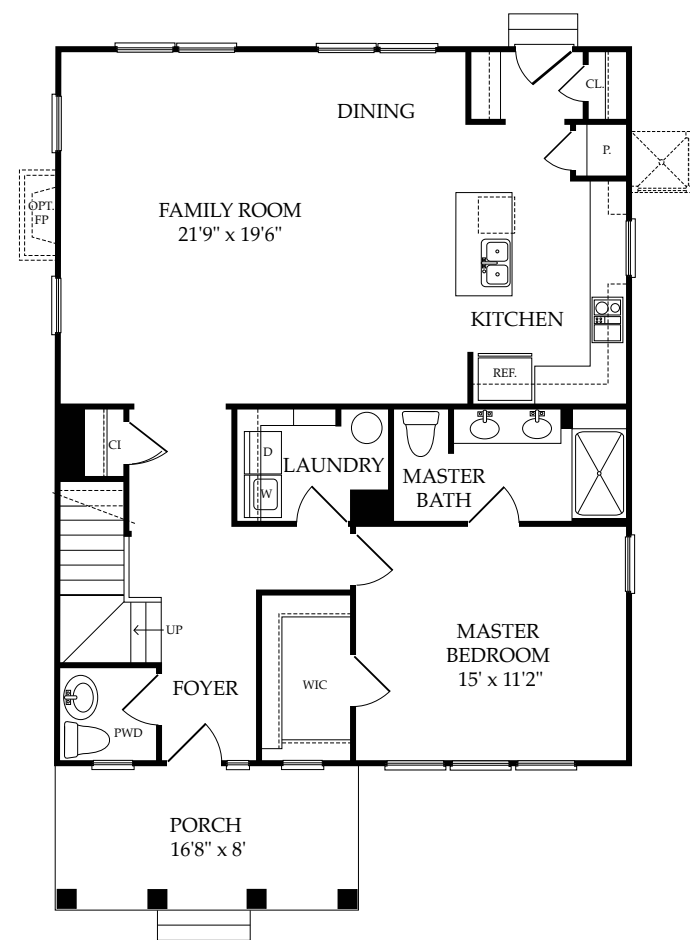 CL.
DINING
P.
OPT.
FP
FAMILY ROOM
21'9" x 19'6"
KITCHEN
REF.
CI
D
LAUNDRY
W
MASTER
BATH
UP
MASTER
BEDROOM
15' x 11'2"
FOYER
WIC
PWD
PORCH
16'8" x 8'